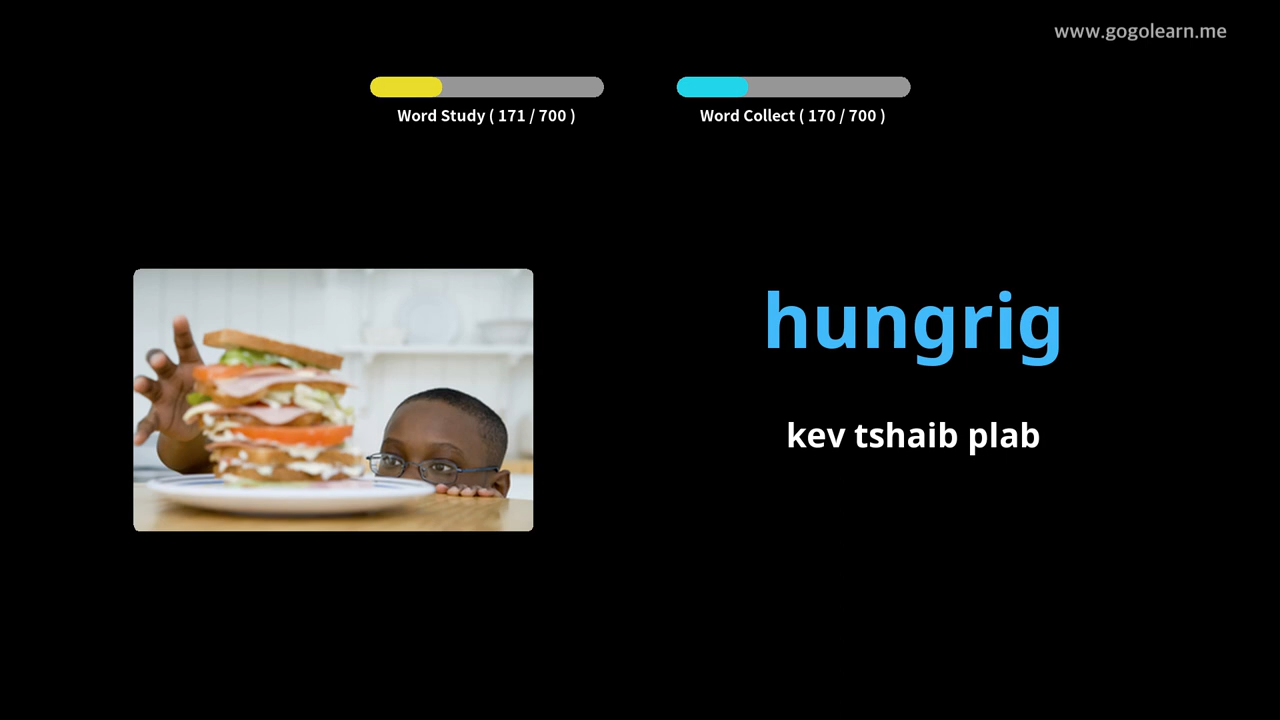 www.gogolearn.me
Word Study ( 171 / 700 )
Word Collect ( 170 / 700 )
hungrig
kev tshaib plab